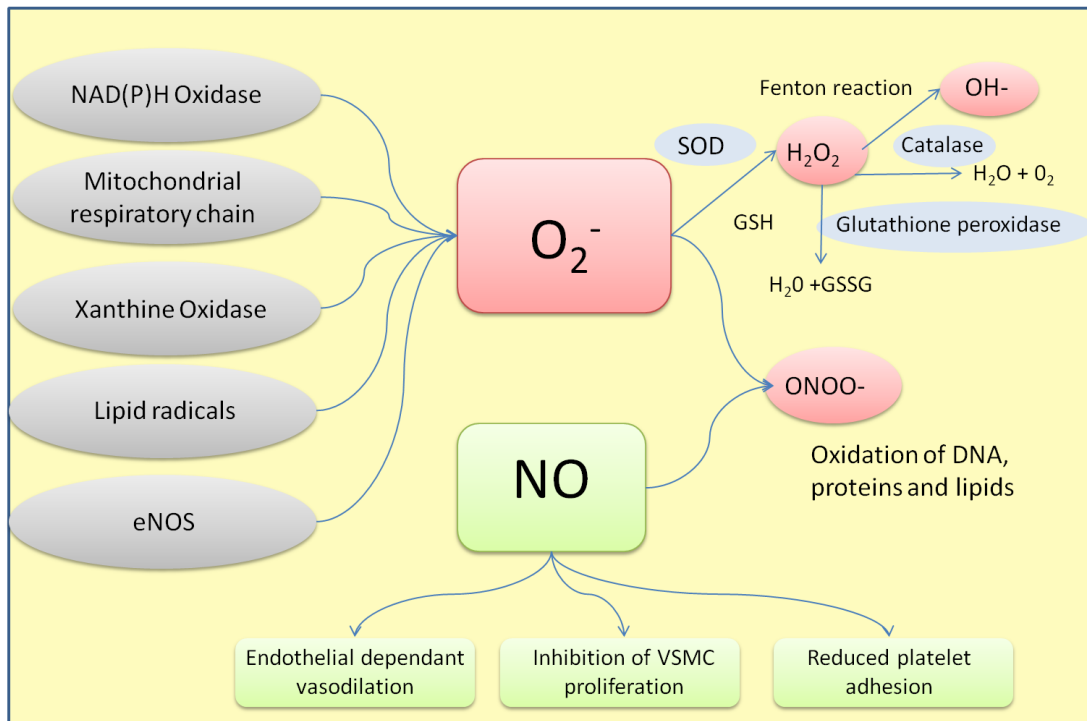 NAD(P)H Oxidase
Mitochondrial
respiratory chain
Xanthine Oxidase
Lipid radicals
eNOS
O₂⁻
NO
SOD
Fenton reaction
OH-
H₂O₂
Catalase
H₂O + 0₂
GSH
Glutathione peroxidase
H₂0 +GSSG
ONOO-
Oxidation of DNA,
proteins and lipids
Endothelial dependant
vasodilation
Inhibition of VSMC
proliferation
Reduced platelet
adhesion